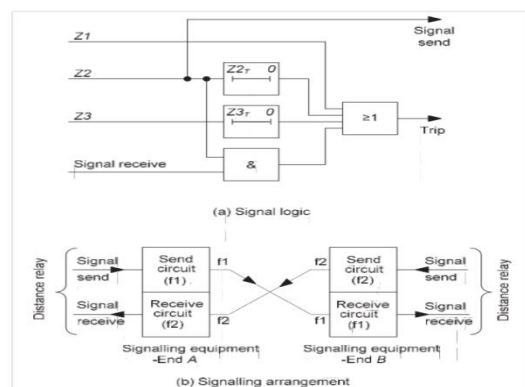 Signal
send
Z1
Z2
Z2T 0
Z3
Z3T 0
≥1
Trip
Signal receive
&
(a) Signal logic
Distance relay
Signal
send
Send
circuit
(f1)
f1
f2
Send
circuit
(f2)
Signal
send
Distance relay
Signal
receive
Receive
circuit
(f2)
f2
f1
Receive
circuit
(f1)
Signal
receive
Signalling equipment
-End A
Signalling equipment
-End B
(b) Signalling arrangement